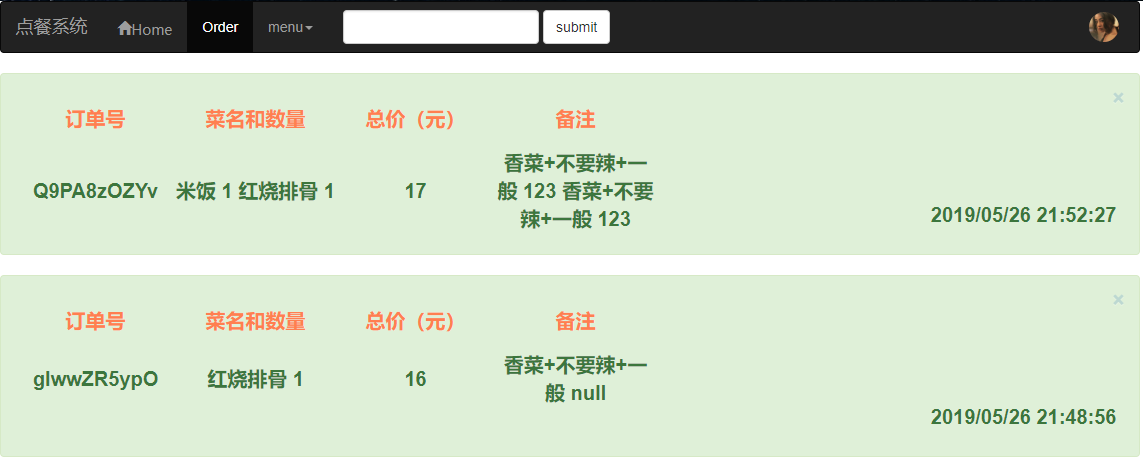 点餐系统 Home Order menu submit
×
订单号 菜名和数量 总价（元） 备注
香菜+不要辣+一
Q9PA8zOZYv 米饭 1 红烧排骨 1 17 般 123 香菜+不要
辣+一般 123
2019/05/26 21:52:27
×
订单号 菜名和数量 总价（元） 备注
香菜+不要辣+一
glwwZR5ypO 红烧排骨 1 16 般 null
2019/05/26 21:48:56